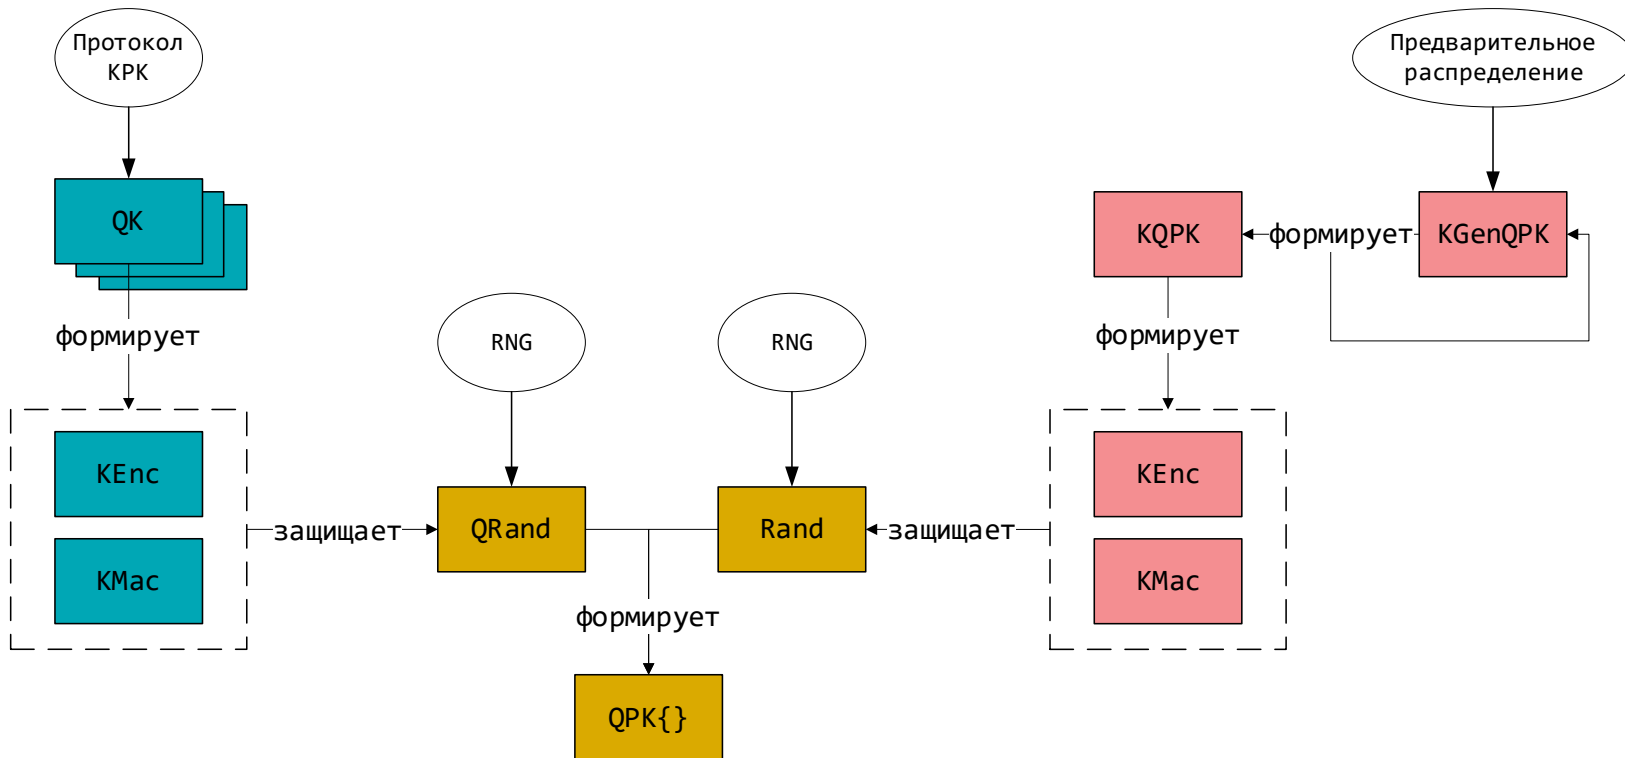 Протокол
КРК
Предварительное
распределение
QK
KQPK
формирует
KGenQPK
формирует
RNG
RNG
формирует
KEnc
KMac
защищает
QRand
Rand
защищает
KEnc
KMac
формирует
QPK{}